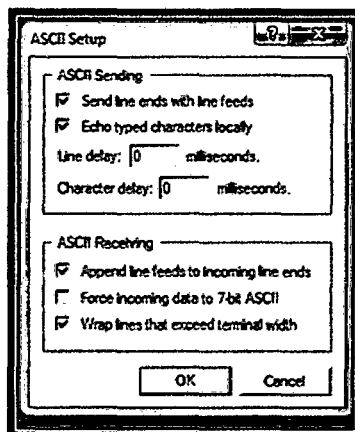 ASCII Setup
ASCII Sending
Send line ends with line feeds
Echo typed characters locally
Line delay: 0 milliseconds.
Character delay: 0 milliseconds.
ASCII Receiving
Append line feeds to incoming line ends
Force incoming data to 7-bit ASCII
Wrap lines that exceed terminal width
OK Cancel